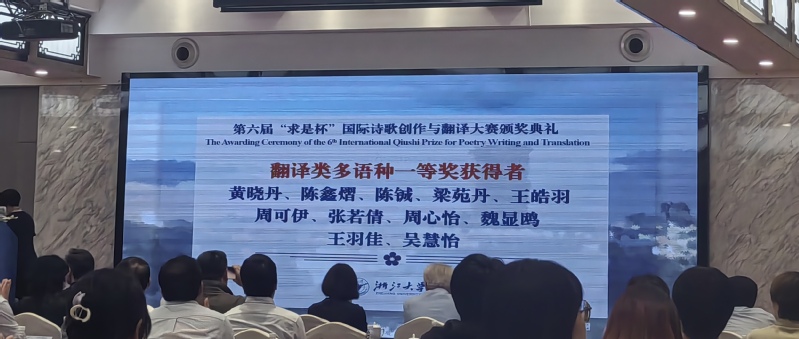 第六届“求是杯”国际诗歌创作与翻译大赛颁奖典礼
The Awarding Ceremony of the 6th International Qiushi Prize for Poetry Writing and Translation
翻译类多语种一等奖获得者
黄晓丹、陈鑫熠、陈铖、梁苑丹、王皓羽
周可伊、张若倩、周心怡、魏显鸥
王羽佳、吴慧怡
浙江大学